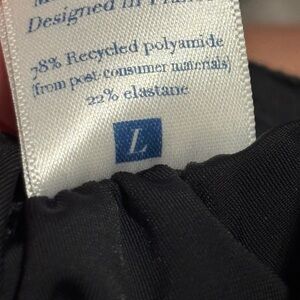 Designed in
78% Recycled polyamide
(from post-consumer materials)
22% elastane
L